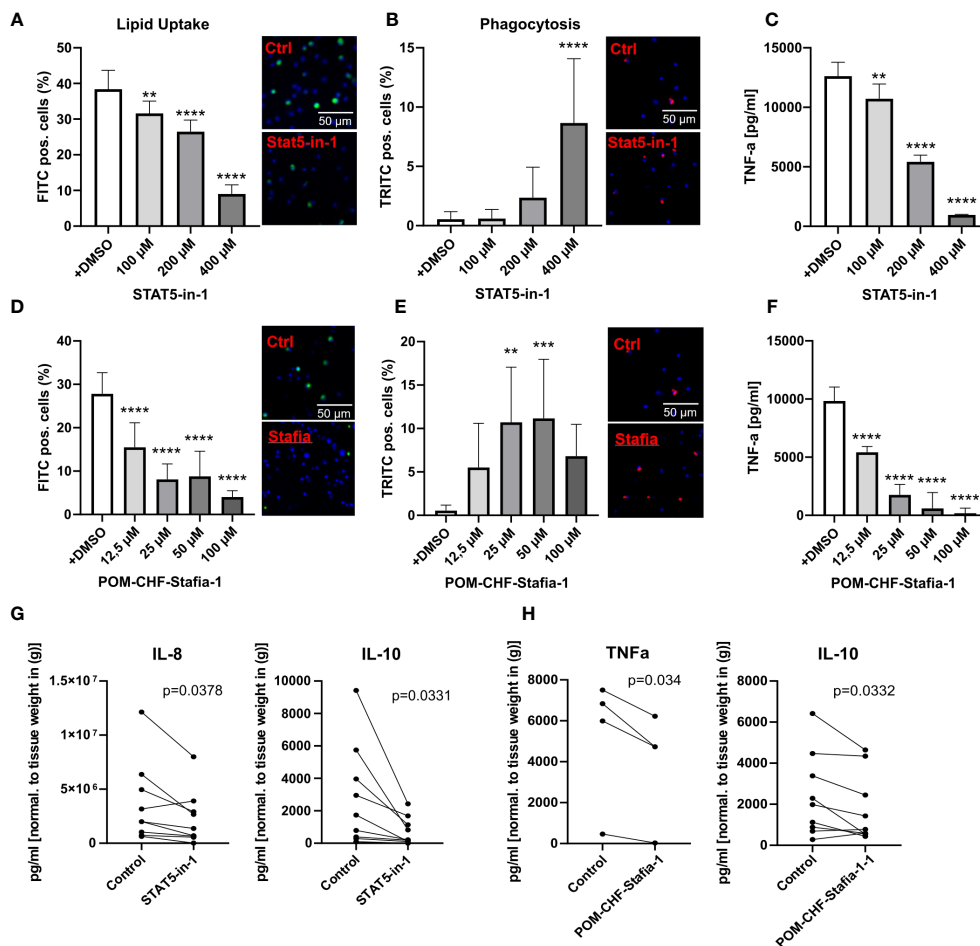 A
Lipid Uptake
FITC pos. cells (%)
50
40
30
20
10
0
**
****
****
+DMSO
100 µM
200 µM
400 µM
STAT5-in-1
Ctrl
50 µm
Stat5-in-1
B
Phagocytosis
TRITC pos. cells (%)
15
10
5
0
****
+DMSO
100 µM
200 µM
400 µM
STAT5-in-1
Ctrl
50 µm
Stat5-in-1
C
TNF-a [pg/ml]
15000
10000
5000
0
**
****
****
+DMSO
100 µM
200 µM
400 µM
STAT5-in-1
D
FITC pos. cells (%)
40
30
20
10
0
****
****
****
****
+DMSO
12,5 µM
25 µM
50 µM
100 µM
POM-CHF-Stafia-1
Ctrl
50 µm
Stafia
E
TRITC pos. cells (%)
25
20
15
10
5
0
**
***
+DMSO
12,5 µM
25 µM
50 µM
100 µM
POM-CHF-Stafia-1
Ctrl
50 µm
Stafia
F
TNF-a [pg/ml]
15000
10000
5000
0
****
****
****
****
+DMSO
12,5 µM
25 µM
50 µM
100 µM
POM-CHF-Stafia-1
G
IL-8
pg/ml [normal. to tissue weight in (g)]
1.5×10⁷
1×10⁷
5×10⁶
0
p=0.0378
Control
STAT5-in-1
IL-10
pg/ml [normal. to tissue weight in (g)]
10000
8000
6000
4000
2000
0
p=0.0331
Control
STAT5-in-1
H
TNFa
pg/ml [normal. to tissue weight in (g)]
8000
6000
4000
2000
0
p=0.034
Control
POM-CHF-Stafia-1
IL-10
pg/ml [normal. to tissue weight in (g)]
8000
6000
4000
2000
0
p=0.0332
Control
POM-CHF-Stafia-1-1